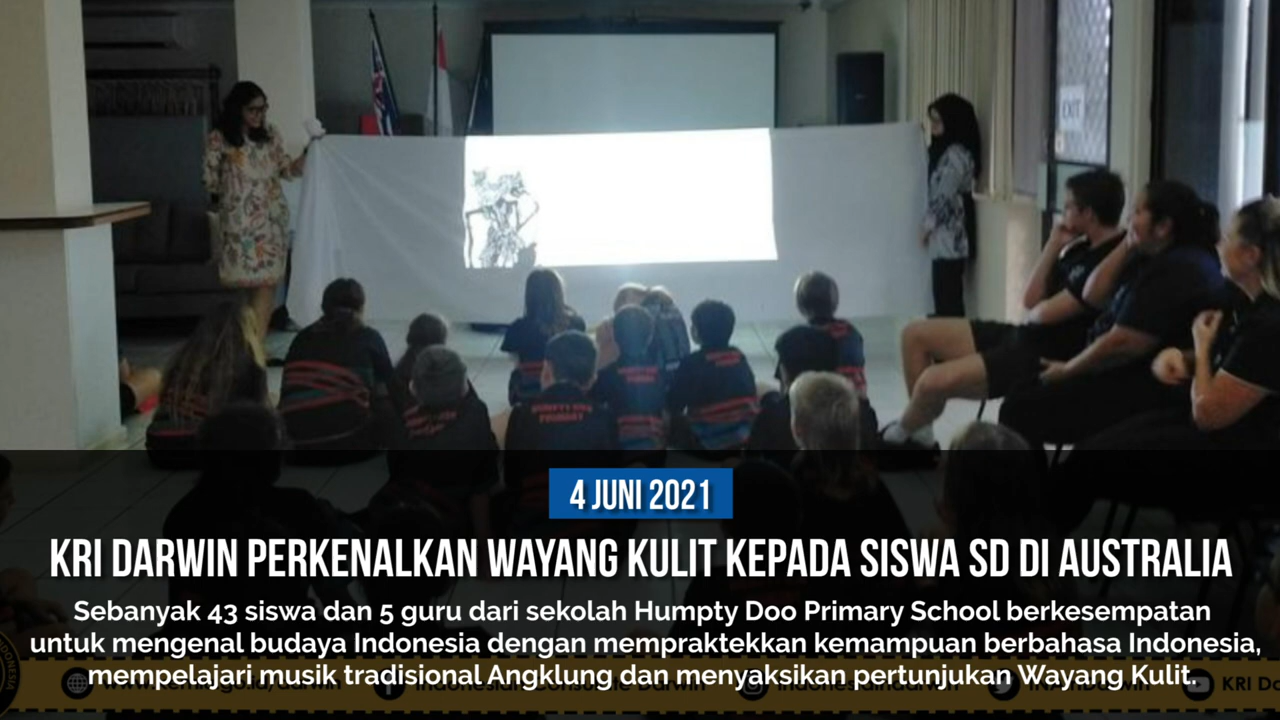 EXIT
4 JUNI 2021
KRI DARWIN PERKENALKAN WAYANG KULIT KEPADA SISWA SD DI AUSTRALIA
Sebanyak 43 siswa dan 5 guru dari sekolah Humpty Doo Primary School berkesempatan
untuk mengenal budaya Indonesia dengan mempraktekkan kemampuan berbahasa Indonesia,
mempelajari musik tradisional Angklung dan menyaksikan pertunjukan Wayang Kulit.